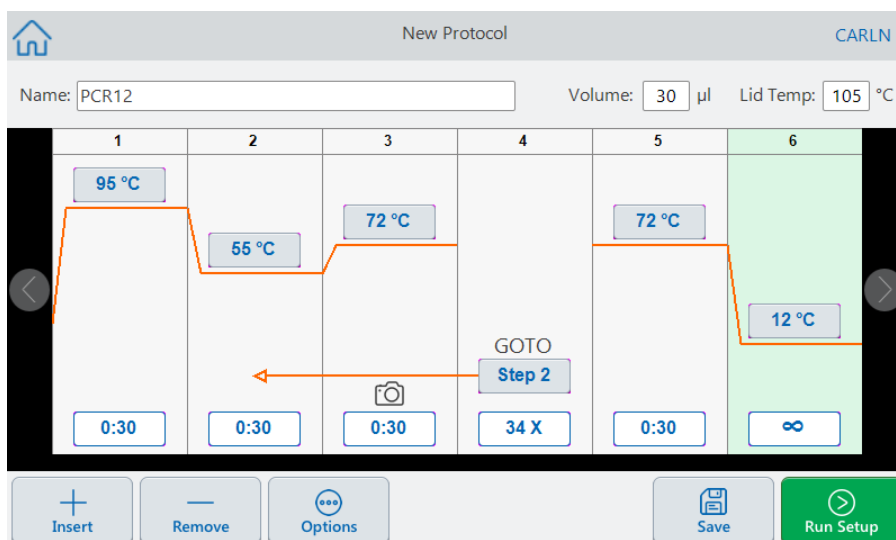 New Protocol
CARLN
Name: PCR12
Volume: 30 µl
Lid Temp: 105 °C
1 2 3 4 5 6
95 °C
72 °C 72 °C
55 °C
12 °C
GOTO
Step 2
0:30 0:30 0:30 34 X 0:30 ∞
Insert Remove Options Save Run Setup